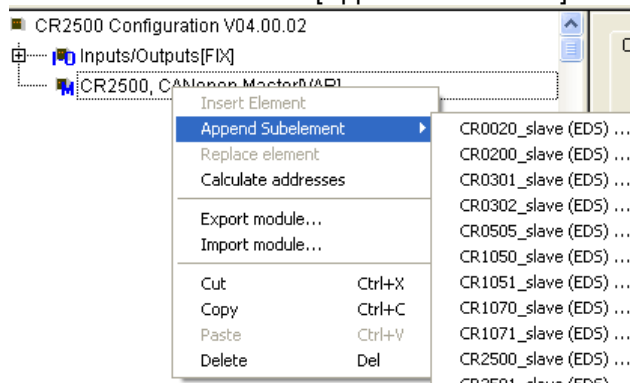 CR2500 Configuration V04.00.02
Inputs/Outputs[FIX]
CR2500, CANopen Master[VAR]
Insert Element
Append Subelement
Replace element
Calculate addresses
Export module...
Import module...
Cut Ctrl+X
Copy Ctrl+C
Paste Ctrl+V
Delete Del
CR0020_slave (EDS) ...
CR0200_slave (EDS) ...
CR0301_slave (EDS) ...
CR0302_slave (EDS) ...
CR0505_slave (EDS) ...
CR1050_slave (EDS) ...
CR1051_slave (EDS) ...
CR1070_slave (EDS) ...
CR1071_slave (EDS) ...
CR2500_slave (EDS) ...